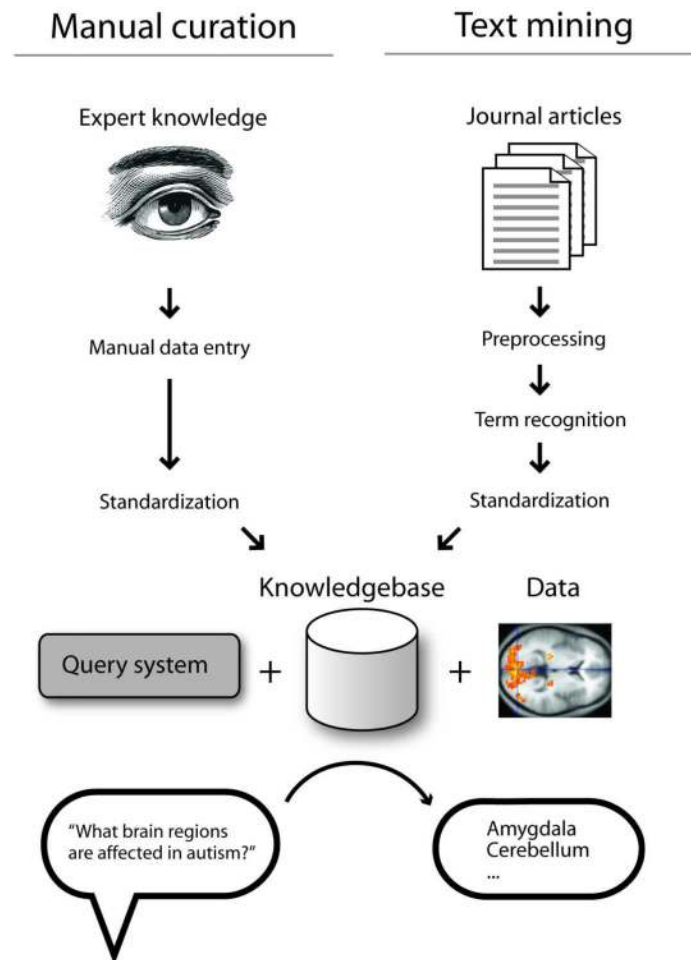 Manual curation
Text mining
Expert knowledge
Journal articles
Manual data entry
Preprocessing
Term recognition
Standardization
Standardization
Knowledgebase
Data
Query system
+
+
"What brain regions
are affected in autism?"
Amygdala
Cerebellum
...